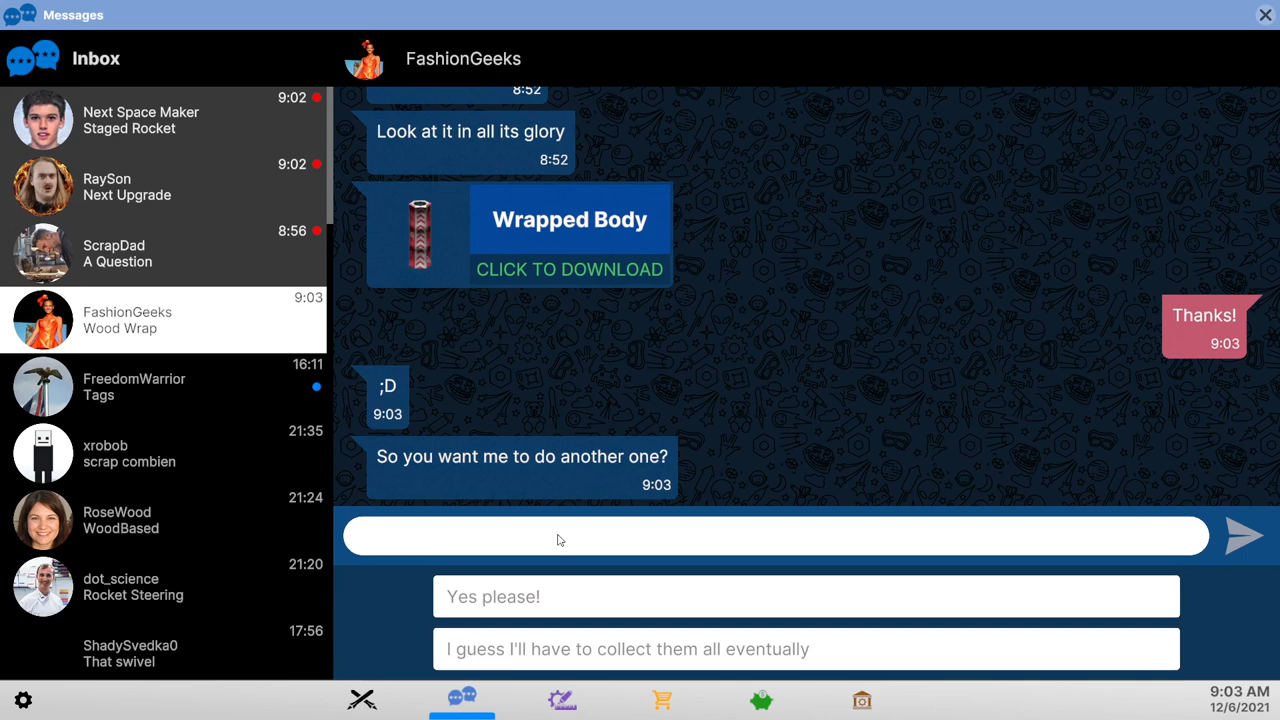 Messages
Inbox
FashionGeeks
Next Space Maker
Staged Rocket
9:02
RaySon
Next Upgrade
9:02
ScrapDad
A Question
8:56
FashionGeeks
Wood Wrap
9:03
FreedomWarrior
Tags
16:11
xrobob
scrap combien
21:35
RoseWood
WoodBased
21:24
dot_science
Rocket Steering
21:20
ShadySvedka0
That swivel
17:56
8:52
Look at it in all its glory
8:52
Wrapped Body
CLICK TO DOWNLOAD
Thanks!
9:03
;D
9:03
So you want me to do another one?
9:03
Yes please!
I guess I'll have to collect them all eventually
9:03 AM
12/6/2021